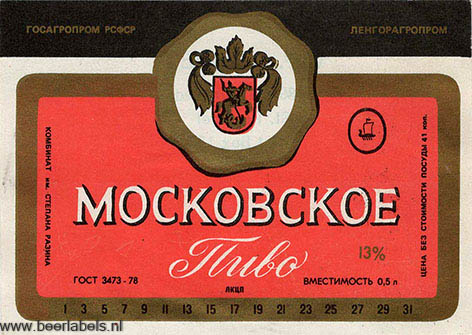 ГОСАГРОПРОМ РСФСР
ЛЕНГОРАГРОПРОМ
КОМБИНАТ им. СТЕПАНА РАЗИНА
МОСКОВСКОЕ
Пиво
13%
ГОСТ 3473-78
ЛКЦП
ВМЕСТИМОСТЬ 0,5 л
ЦЕНА БЕЗ СТОИМОСТИ ПОСУДЫ 41 коп.
1 3 5 7 9 11 13 15 17 19 21 23 25 27 29 31
© www.beerlabels.nl